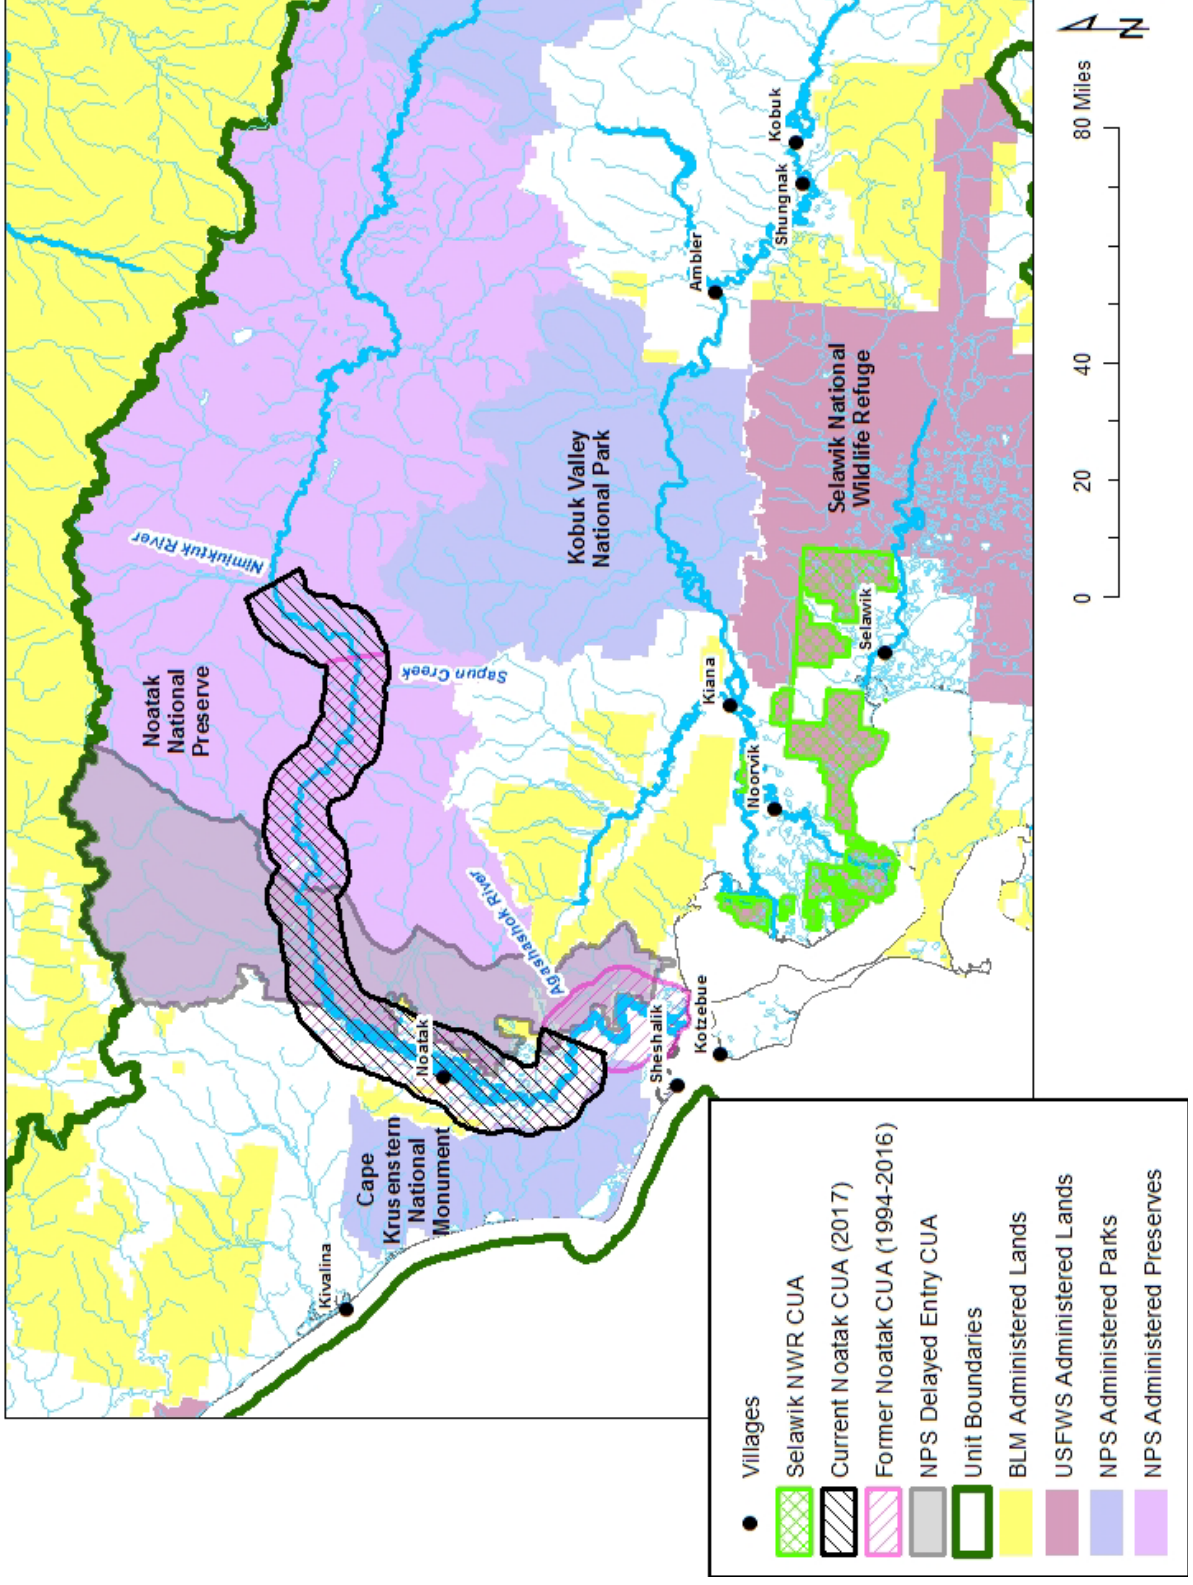 Noatak
National
Preserve
Nimiuktuk River
Sapun Creek
Agashashok River
Kobuk Valley
National Park
Selawik National
Wildlife Refuge
Cape
Krusenstern
National
Monument
Kivalina
Noatak
Sheshalik
Kotzebue
Noorvik
Kiana
Selawik
Ambler
Shungnak
Kobuk
N
0
20
40
80 Miles
Villages
Selawik NWR CUA
Current Noatak CUA (2017)
Former Noatak CUA (1994-2016)
NPS Delayed Entry CUA
Unit Boundaries
BLM Administered Lands
USFWS Administered Lands
NPS Administered Parks
NPS Administered Preserves